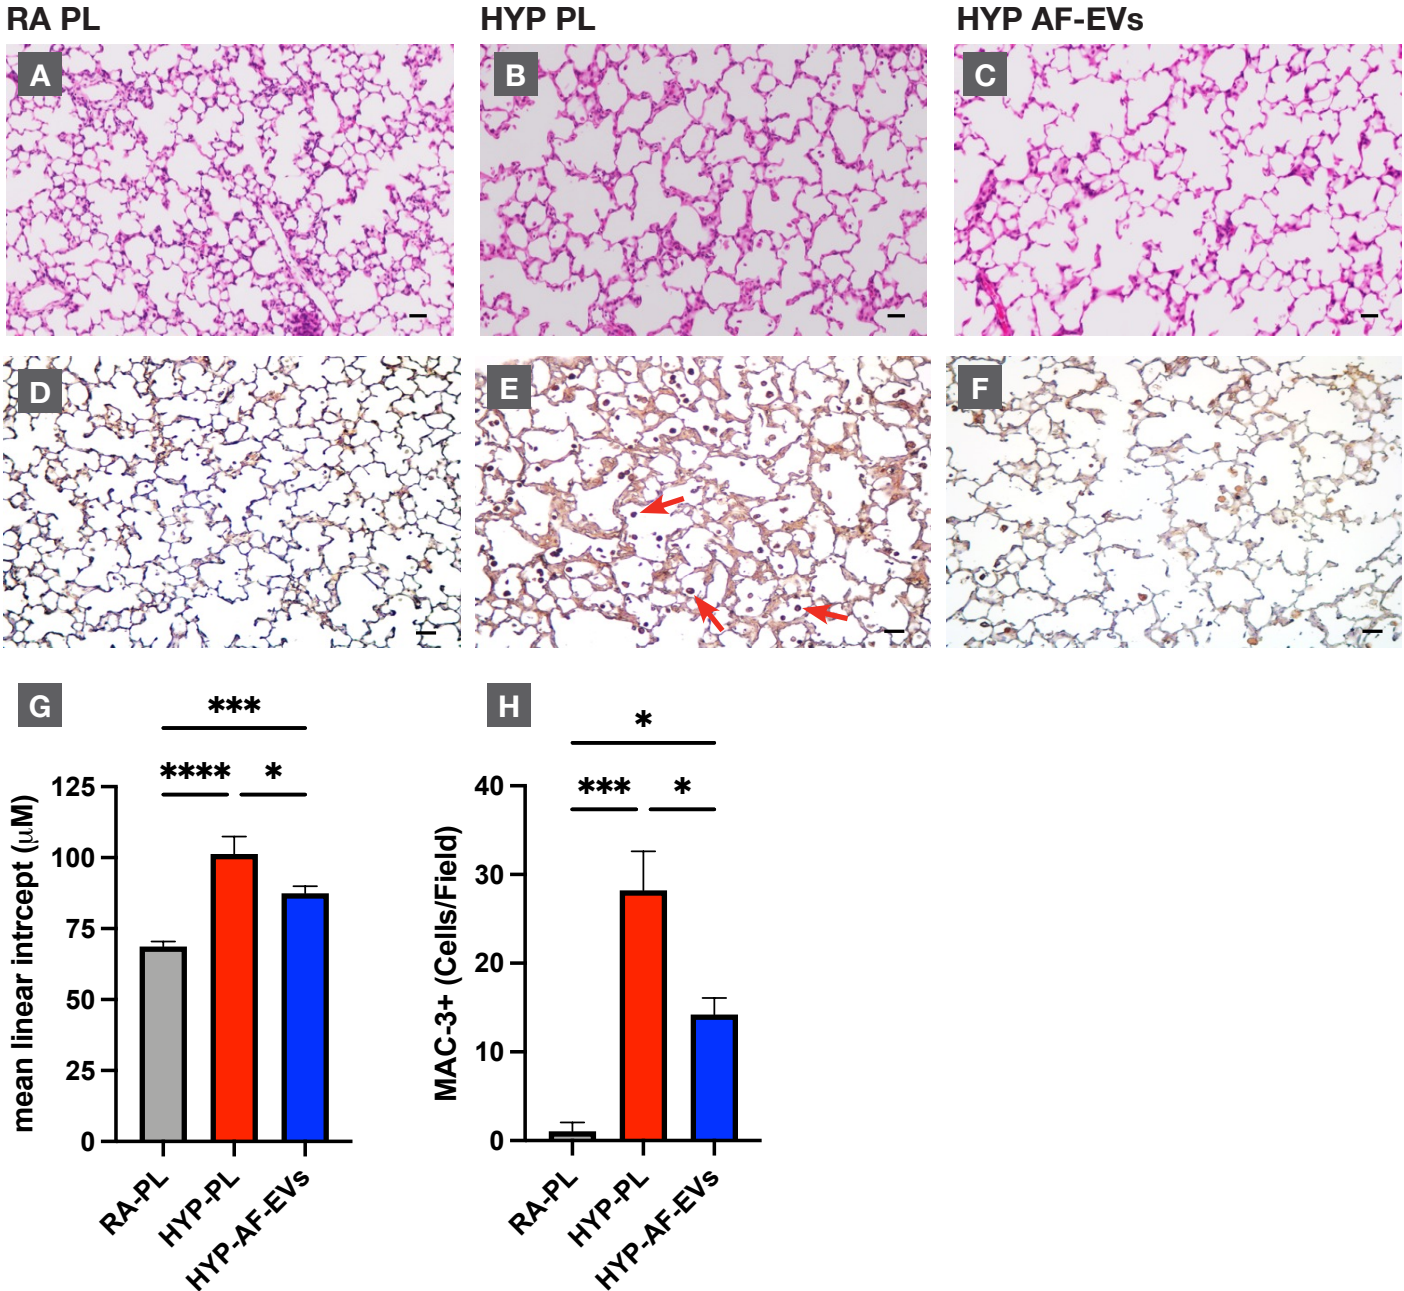 RA PL
HYP PL
HYP AF-EVs
A
B
C
D
E
F
G
***
****
*
mean linear intrcept (μM)
125
100
75
50
25
0
RA-PL
HYP-PL
HYP-AF-EVs
H
*
***
*
MAC-3+ (Cells/Field)
40
30
20
10
0
RA-PL
HYP-PL
HYP-AF-EVs